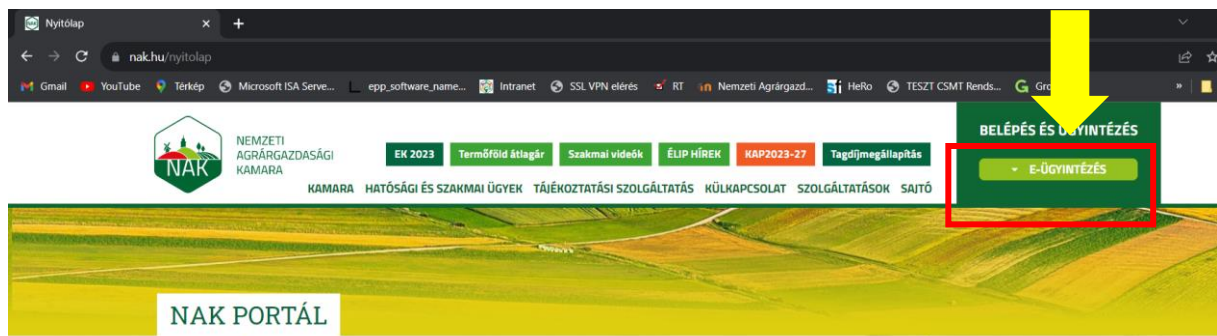 Nyitólap
nak.hu/nyitolap
Gmail YouTube Térkép Microsoft ISA Serve... epp_software_name... Intranet SSL VPN elérés RT Nemzeti Agrárgazd... HeRo TESZT CSMT Rends...
BELÉPÉS ÉS ÜGYINTÉZÉS
NAK
NEMZETI
AGRÁRGAZDASÁGI
KAMARA
EK 2023 Termőföld átlagár Szakmai videók ÉLIP HÍREK KAP2023-27 Tagdíjmegállapítás
E-ÜGYINTÉZÉS
KAMARA HATÓSÁGI ÉS SZAKMAI ÜGYEK TÁJÉKOZTATÁSI SZOLGÁLTATÁS KÜLKAPCSOLAT SZOLGÁLTATÁSOK SAJTÓ
NAK PORTÁL